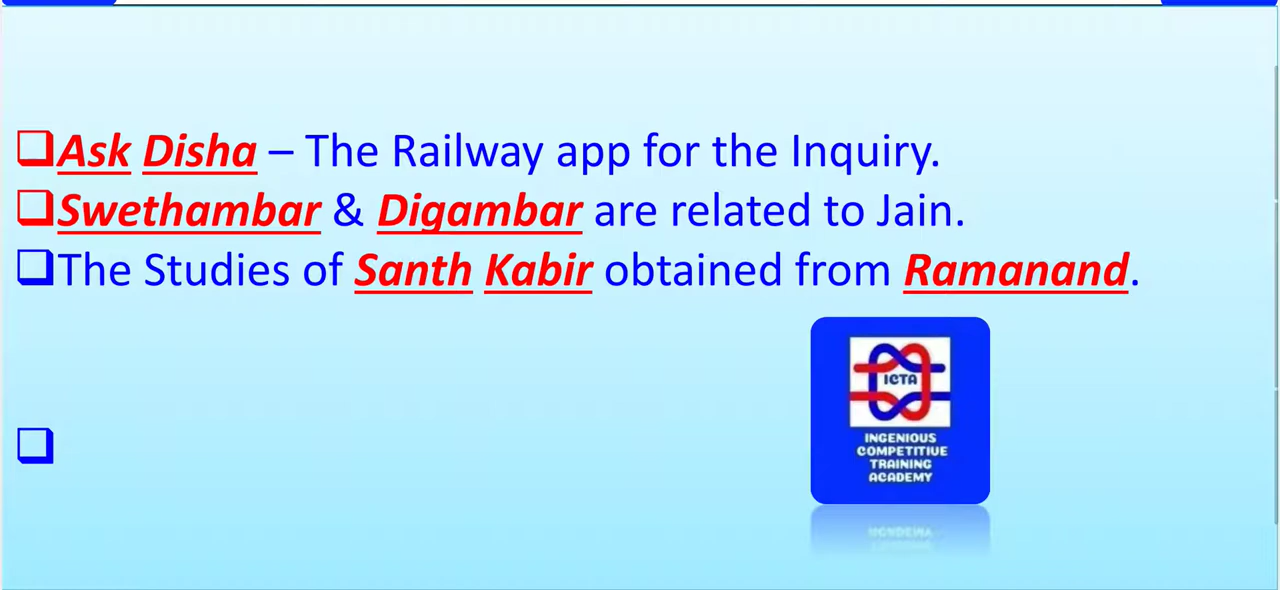 Ask Disha – The Railway app for the Inquiry.
Swethambar & Digambar are related to Jain.
The Studies of Santh Kabir obtained from Ramanand.
ICTA
INGENIOUS
COMPETITIVE
TRAINING
ACADEMY